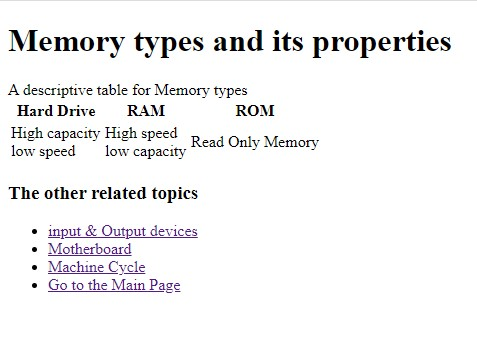 Memory types and its properties
A descriptive table for Memory types
Hard Drive RAM ROM
High capacity High speed Read Only Memory
low speed low capacity
The other related topics
input & Output devices
Motherboard
Machine Cycle
Go to the Main Page